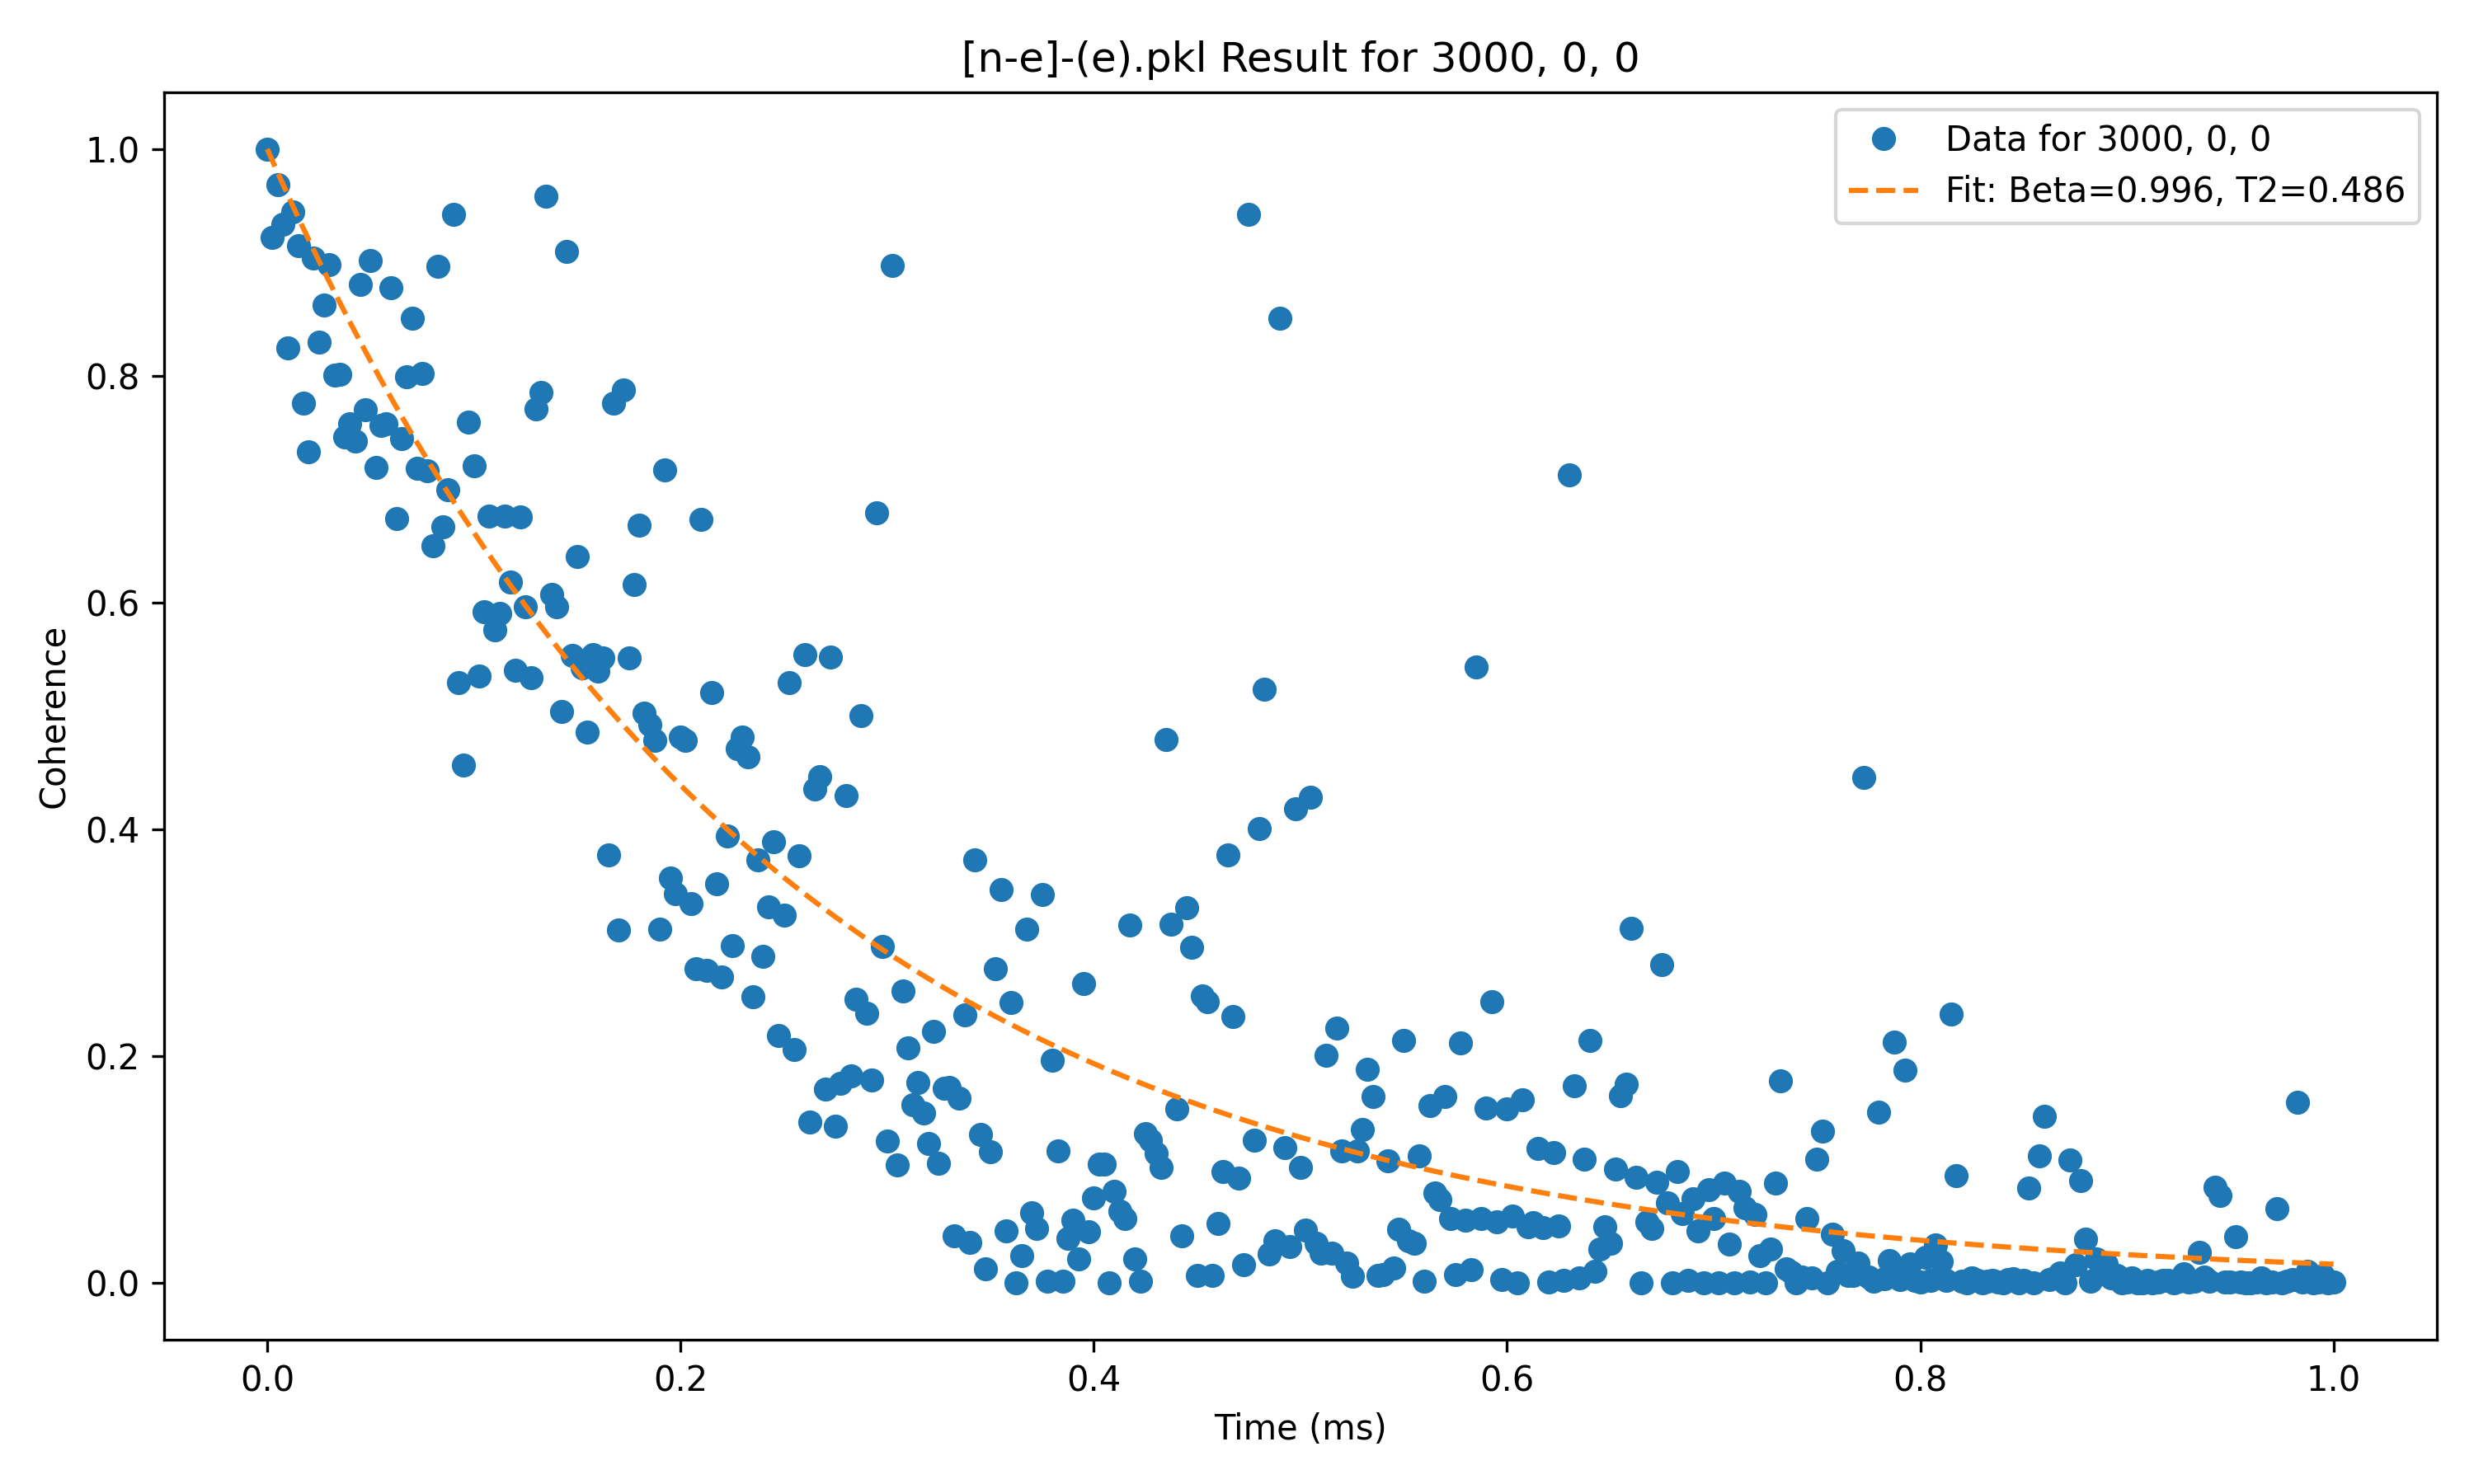 [n-e]-(e).pkl Result for 3000, 0, 0
Data for 3000, 0, 0
Fit: Beta=0.996, T2=0.486
Coherence
1.0
0.8
0.6
0.4
0.2
0.0
0.0 0.2 0.4 0.6 0.8 1.0
Time (ms)